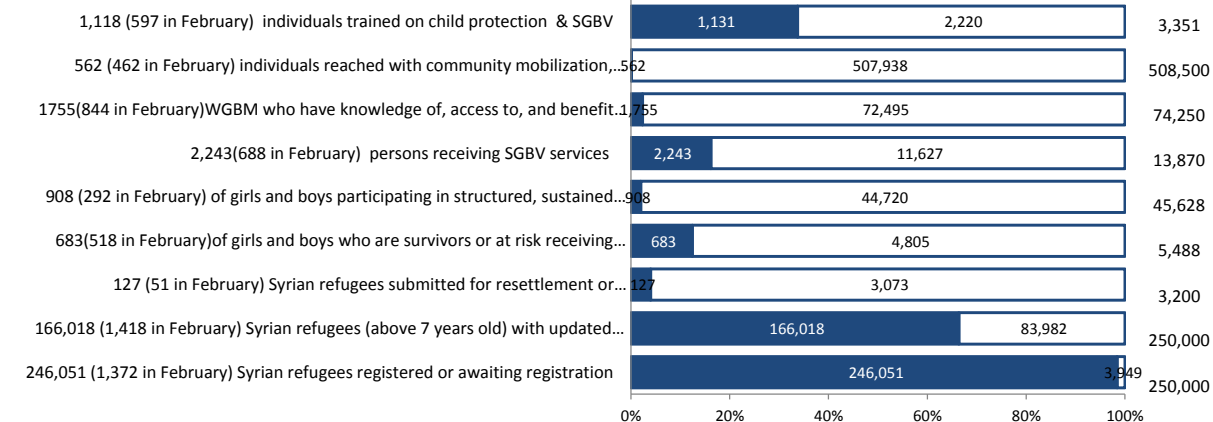 1,118 (597 in February)  individuals trained on child protection  & SGBV 1,131 2,220 3,351
562 (462 in February) individuals reached with community mobilization,… 562 507,938 508,500
1755(844 in February)WGBM who have knowledge of, access to, and benefit… 1,755 72,495 74,250
2,243(688 in February)  persons receiving SGBV services 2,243 11,627 13,870
908 (292 in February) of girls and boys participating in structured, sustained… 908 44,720 45,628
683(518 in February)of girls and boys who are survivors or at risk receiving… 683 4,805 5,488
127 (51 in February) Syrian refugees submitted for resettlement or… 127 3,073 3,200
166,018 (1,418 in February) Syrian refugees (above 7 years old) with updated… 166,018 83,982 250,000
246,051 (1,372 in February) Syrian refugees registered or awaiting registration 246,051 3,949 250,000
0% 20% 40% 60% 80% 100%